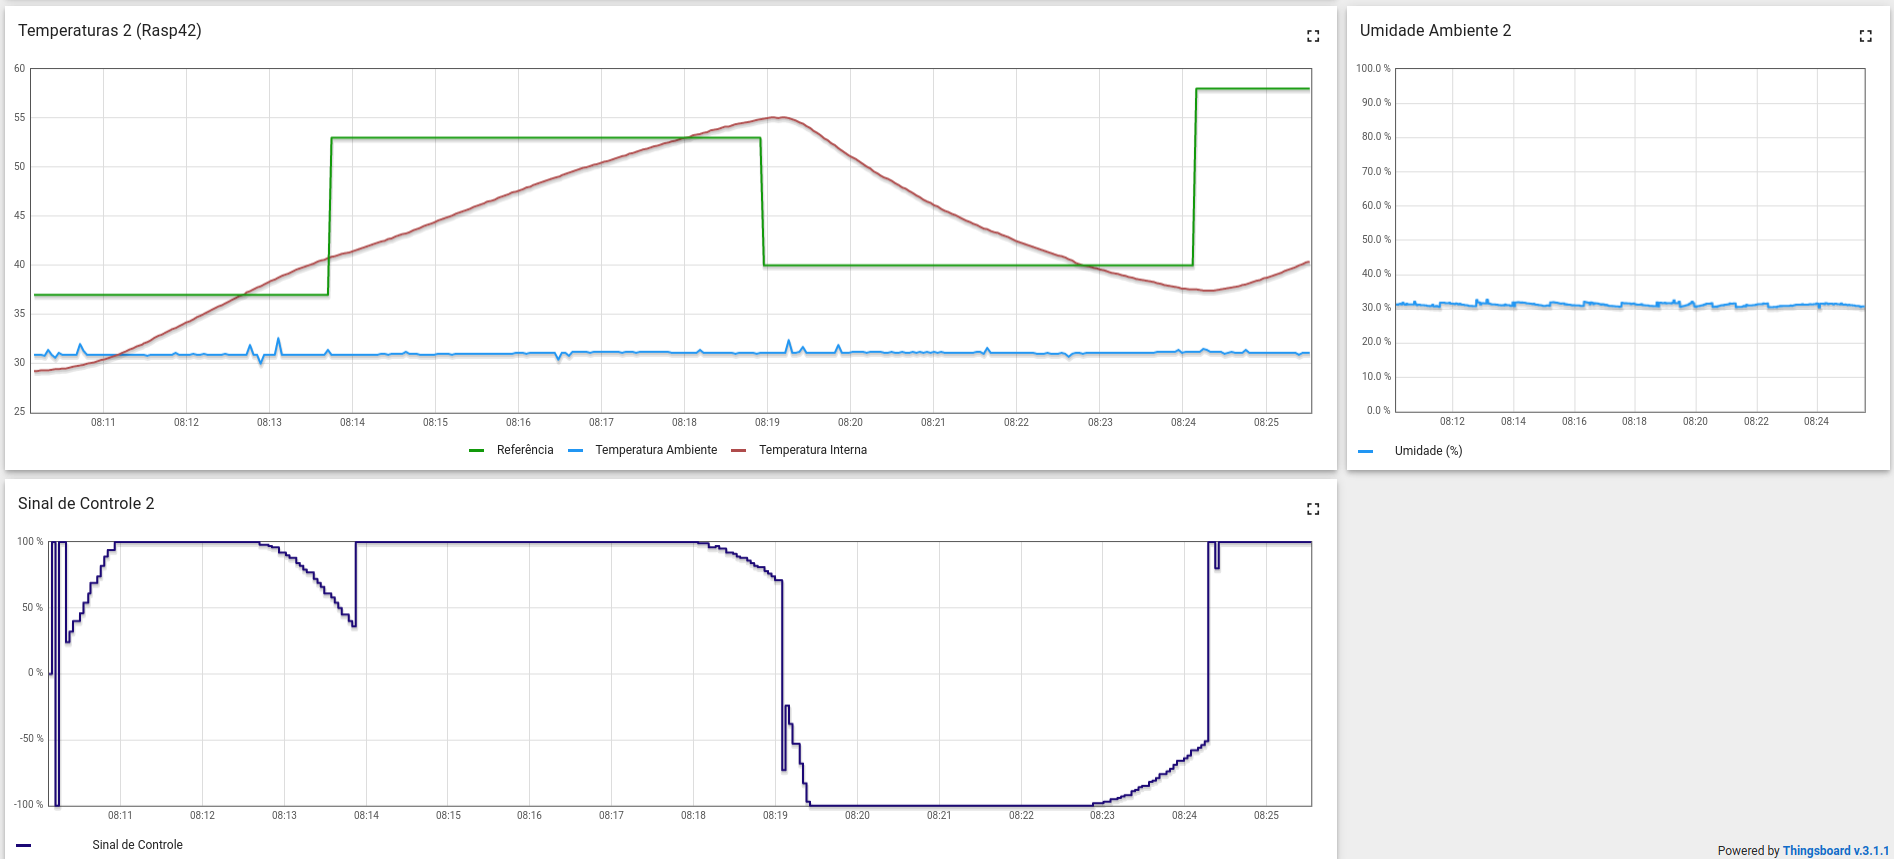 Temperaturas 2 (Rasp42)
60
55
50
45
40
35
30
25
08:11 08:12 08:13 08:14 08:15 08:16 08:17 08:18 08:19 08:20 08:21 08:22 08:23 08:24 08:25
Referência Temperatura Ambiente Temperatura Interna
Umidade Ambiente 2
100.0 %
90.0 %
80.0 %
70.0 %
60.0 %
50.0 %
40.0 %
30.0 %
20.0 %
10.0 %
0.0 %
08:12 08:14 08:16 08:18 08:20 08:22 08:24
Umidade (%)
Sinal de Controle 2
100 %
50 %
0 %
-50 %
-100 %
08:11 08:12 08:13 08:14 08:15 08:16 08:17 08:18 08:19 08:20 08:21 08:22 08:23 08:24 08:25
Sinal de Controle
Powered by Thingsboard v.3.1.1